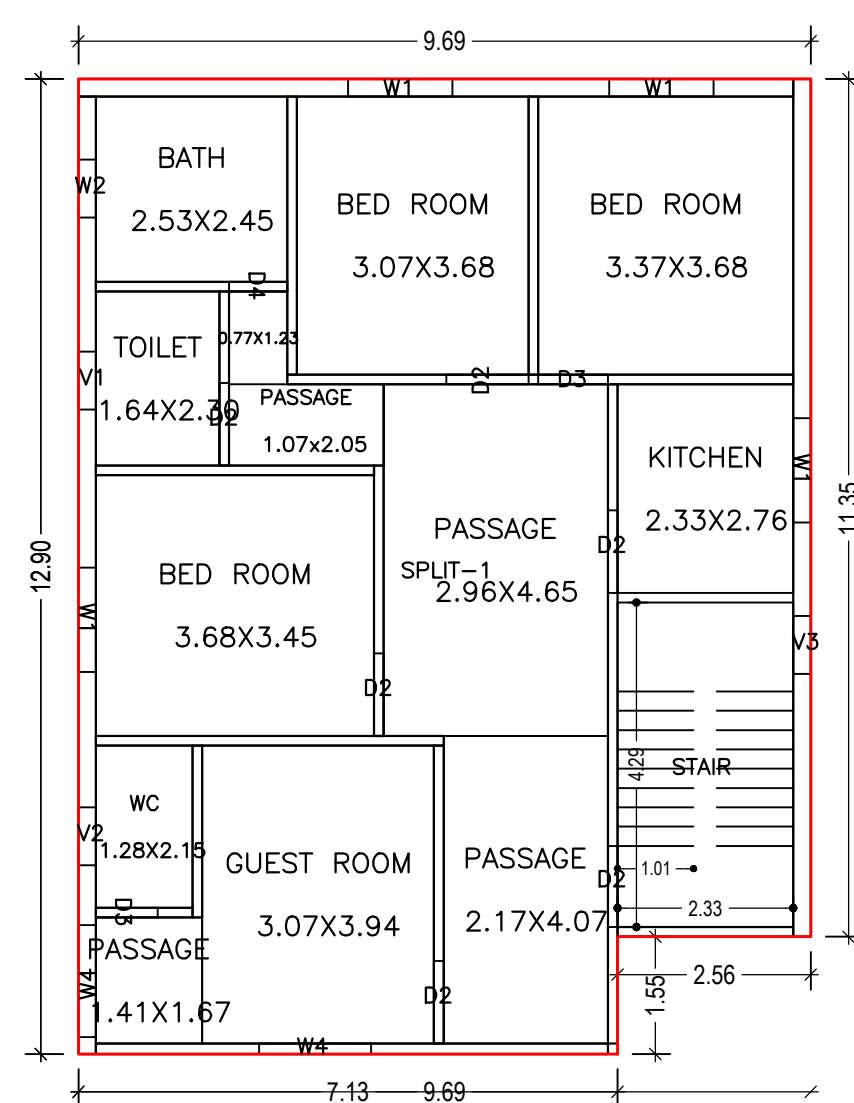 9.69
W1
W1
BATH
2.53X2.45
W2
BED ROOM
3.07X3.68
BED ROOM
3.37X3.68
D4
0.77X1.23
TOILET
1.64X2.30
V1
D2
D2
D3
PASSAGE
1.07x2.05
KITCHEN
2.33X2.76
W1
11.35
12.90
PASSAGE
SPLIT-1
2.96X4.65
D2
BED ROOM
3.68X3.45
W1
D2
V3
4.29
STAIR
WC
1.28X2.15
V2
GUEST ROOM
3.07X3.94
PASSAGE
2.17X4.07
D2
1.01
2.33
D3
PASSAGE
1.41X1.67
W4
D2
W4
2.56
1.55
7.13
9.69